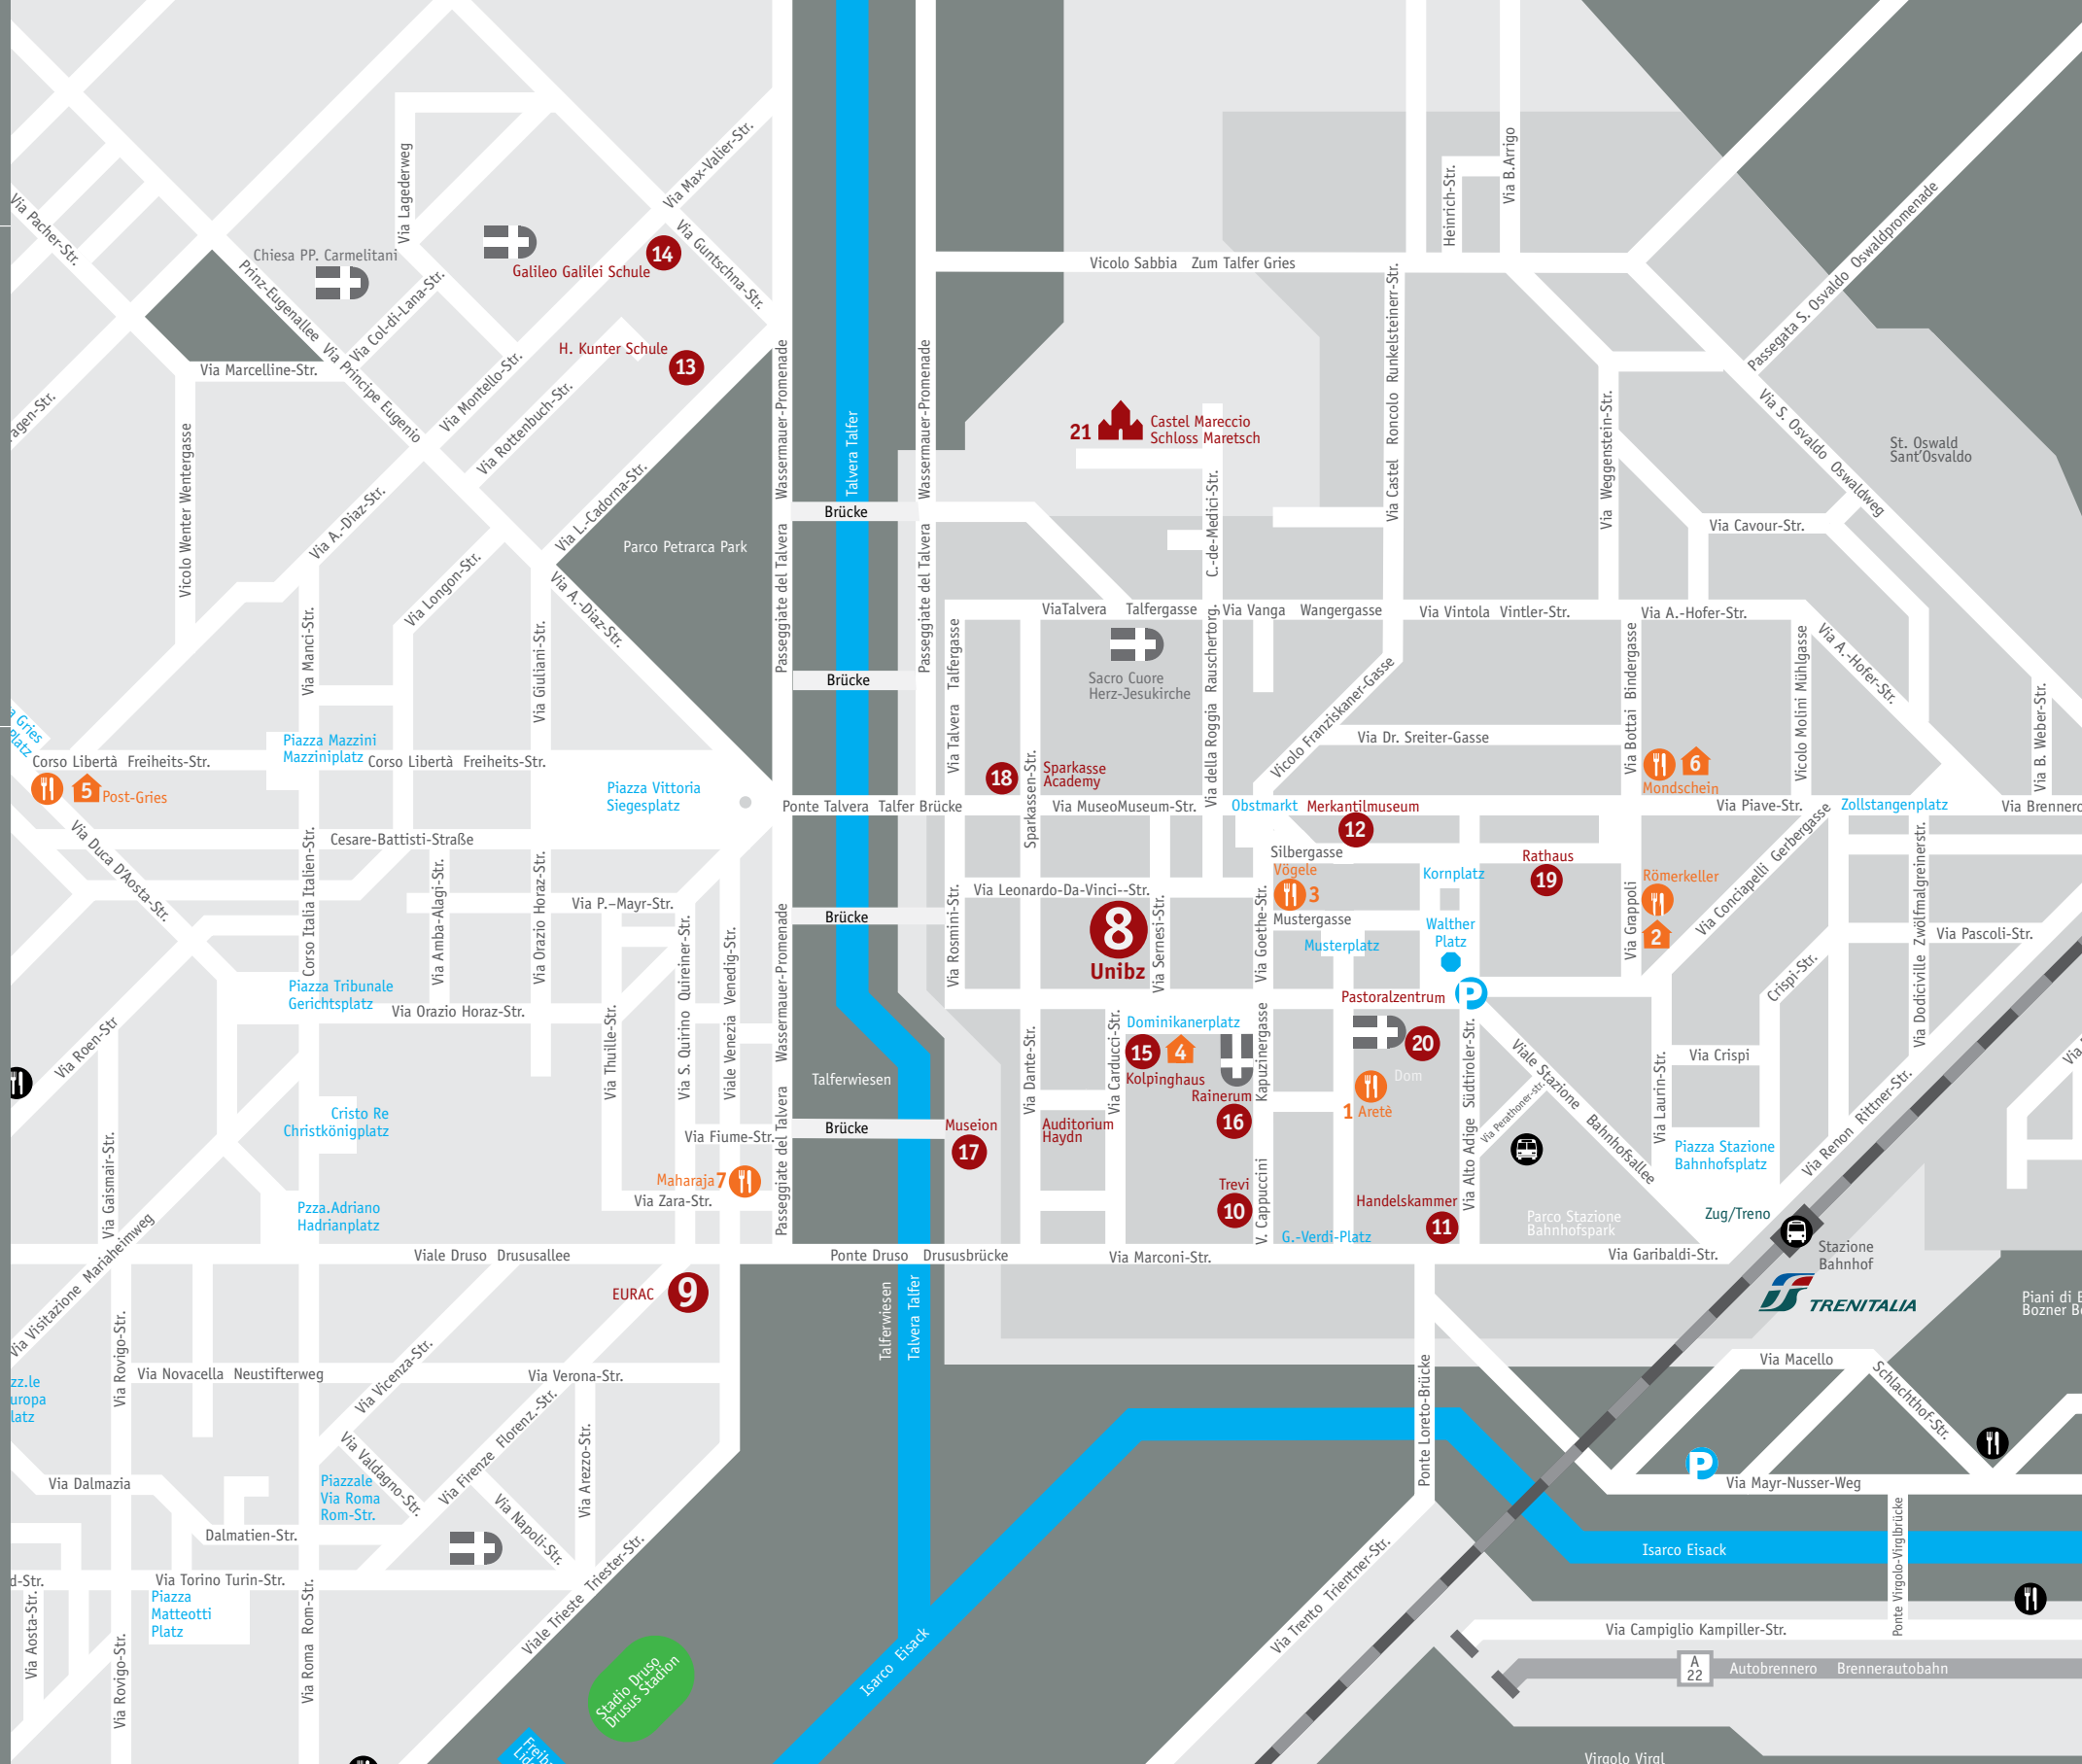 Via Pacher-Str.
Via Lagederweg
Via Max-Valier-Str.
Via Guntschna-Str.
14
Galileo Galilei Schule
Chiesa PP. Carmelitani
Prinz-Eugenallee Via Principe Eugenio
Via Col-di-Lana-Str.
Via Marcelline-Str.
H. Kunter Schule
13
Via Montello-Str.
Via Rottenbuch-Str.
Vicolo Wenter Wentergasse
Via A.-Diaz-Str.
Via L.-Cadorna-Str.
Via Longon-Str.
Via A.-Diaz-Str.
Via Manci-Str.
Via Giuliani-Str.
Parco Petrarca Park
Passeggiate del Talvera Wassermauer-Promenade
Talvera Talfer
Passeggiate del Talvera Wassermauer-Promenade
Brücke
Brücke
Vicolo Sabbia Zum Talfer Gries
Heinrich-Str.
Via B.Arrigo
Via Castel Roncolo Runkelsteinerr-Str.
21
Castel Mareccio
Schloss Maretsch
C.-de-Medici-Str.
Via Weggenstein-Str.
Passegata S. Osvaldo Oswaldpromenade
Via S. Osvaldo Oswaldweg
St. Oswald
Sant'Osvaldo
Via Cavour-Str.
ViaTalvera Talfergasse
Via Vanga Wangergasse
Via Vintola Vintler-Str.
Via A.-Hofer-Str.
Via A.-Hofer-Str.
Via Talvera Talfergasse
Sacro Cuore
Herz-Jesukirche
Via della Roggia Rauschertorg.
Vicolo Franziskaner-Gasse
Via Dr. Sreiter-Gasse
Via Bottai Bindergasse
Vicolo Molini Mühlgasse
Via B. Weber-Str.
6
Mondschein
Corso Libertà Freiheits-Str.
Piazza Mazzini
Mazziniplatz
Corso Libertà Freiheits-Str.
5
Post-Gries
Piazza Vittoria
Siegesplatz
Ponte Talvera Talfer Brücke
18
Sparkasse
Academy
Sparkassen-Str.
Via MuseoMuseum-Str.
Obstmarkt
Merkantilmuseum
12
Via Piave-Str.
Zollstangenplatz
Via Duca D'Aosta-Str.
Cesare-Battisti-Straße
Corso Italia Italien-Str.
Via Amba-Alagi-Str.
Via Orazio Horaz-Str.
Via P.–Mayr-Str.
Via S. Quirino Quireiner-Str.
Viale Venezia Venedig-Str.
Passeggiate del Talvera Wassermauer-Promenade
Brücke
Via Rosmini-Str.
Via Leonardo-Da-Vinci--Str.
8
Unibz
Via Sernesi-Str.
Via Goethe-Str.
Silbergasse
Vögele
3
Mustergasse
Musterplatz
Kornplatz
Walther
Platz
Rathaus
19
Römerkeller
2
Via Grappoli
Via Conciapelli Gerbergasse
Via Dodiciville Zwölfmalgreinerstr.
Via Pascoli-Str.
Piazza Tribunale
Gerichtsplatz
Via Orazio Horaz-Str.
Via Thuille-Str.
Via Roen-Str
Talferwiesen
Via Dante-Str.
Via Carducci-Str.
Dominikanerplatz
15
4
Kolpinghaus
Rainerum
16
Kapuzinergasse
V. Cappuccini
Pastoralzentrum
P
20
Dom
1 Aretè
Via Alto Adige Südtiroler-Str.
Viale Stazione Bahnhofsallee
Via Perathoner-str.
Crispi-Str.
Via Crispi
Via Laurin-Str.
Piazza Stazione
Bahnhofsplatz
Via Renon Rittner-Str.
Cristo Re
Christkönigplatz
Via Gaismair-Str.
Via Fiume-Str.
Brücke
Museion
17
Auditorium
Haydn
Maharaja 7
Via Zara-Str.
Trevi
10
Handelskammer
11
G.-Verdi-Platz
Parco Stazione
Bahnhofspark
Zug/Treno
Stazione
Bahnhof
TRENITALIA
Pzza.Adriano
Hadrianplatz
Via Visitazione Mariaheimweg
Viale Druso Drususallee
Ponte Druso Drususbrücke
Via Marconi-Str.
Via Garibaldi-Str.
EURAC
9
Talferwiesen
Talvera Talfer
Via Rovigo-Str.
Via Novacella Neustifterweg
Via Vicenza-Str.
Via Verona-Str.
Via Firenze Florenz.-Str.
Via Valdagno-Str.
Via Napoli-Str.
Via Arezzo-Str.
Via Dalmazia
Piazzale
Via Roma
Rom-Str.
Dalmatien-Str.
Via Torino Turin-Str.
Piazza
Matteotti
Platz
Via Aosta-Str.
Via Rovigo-Str.
Via Roma Rom-Str.
Viale Trieste Triester-Str.
Stadio Druso
Drusus Stadion
Isarco Eisack
Ponte Loreto-Brücke
Via Trento Trientner-Str.
Via Macello
Schlachthof-Str.
P
Via Mayr-Nusser-Weg
Ponte Virgolo-Virglbrücke
Isarco Eisack
Via Campiglio Kampiller-Str.
A
22
Autobrennero Brennerautobahn
Virgolo Virgl